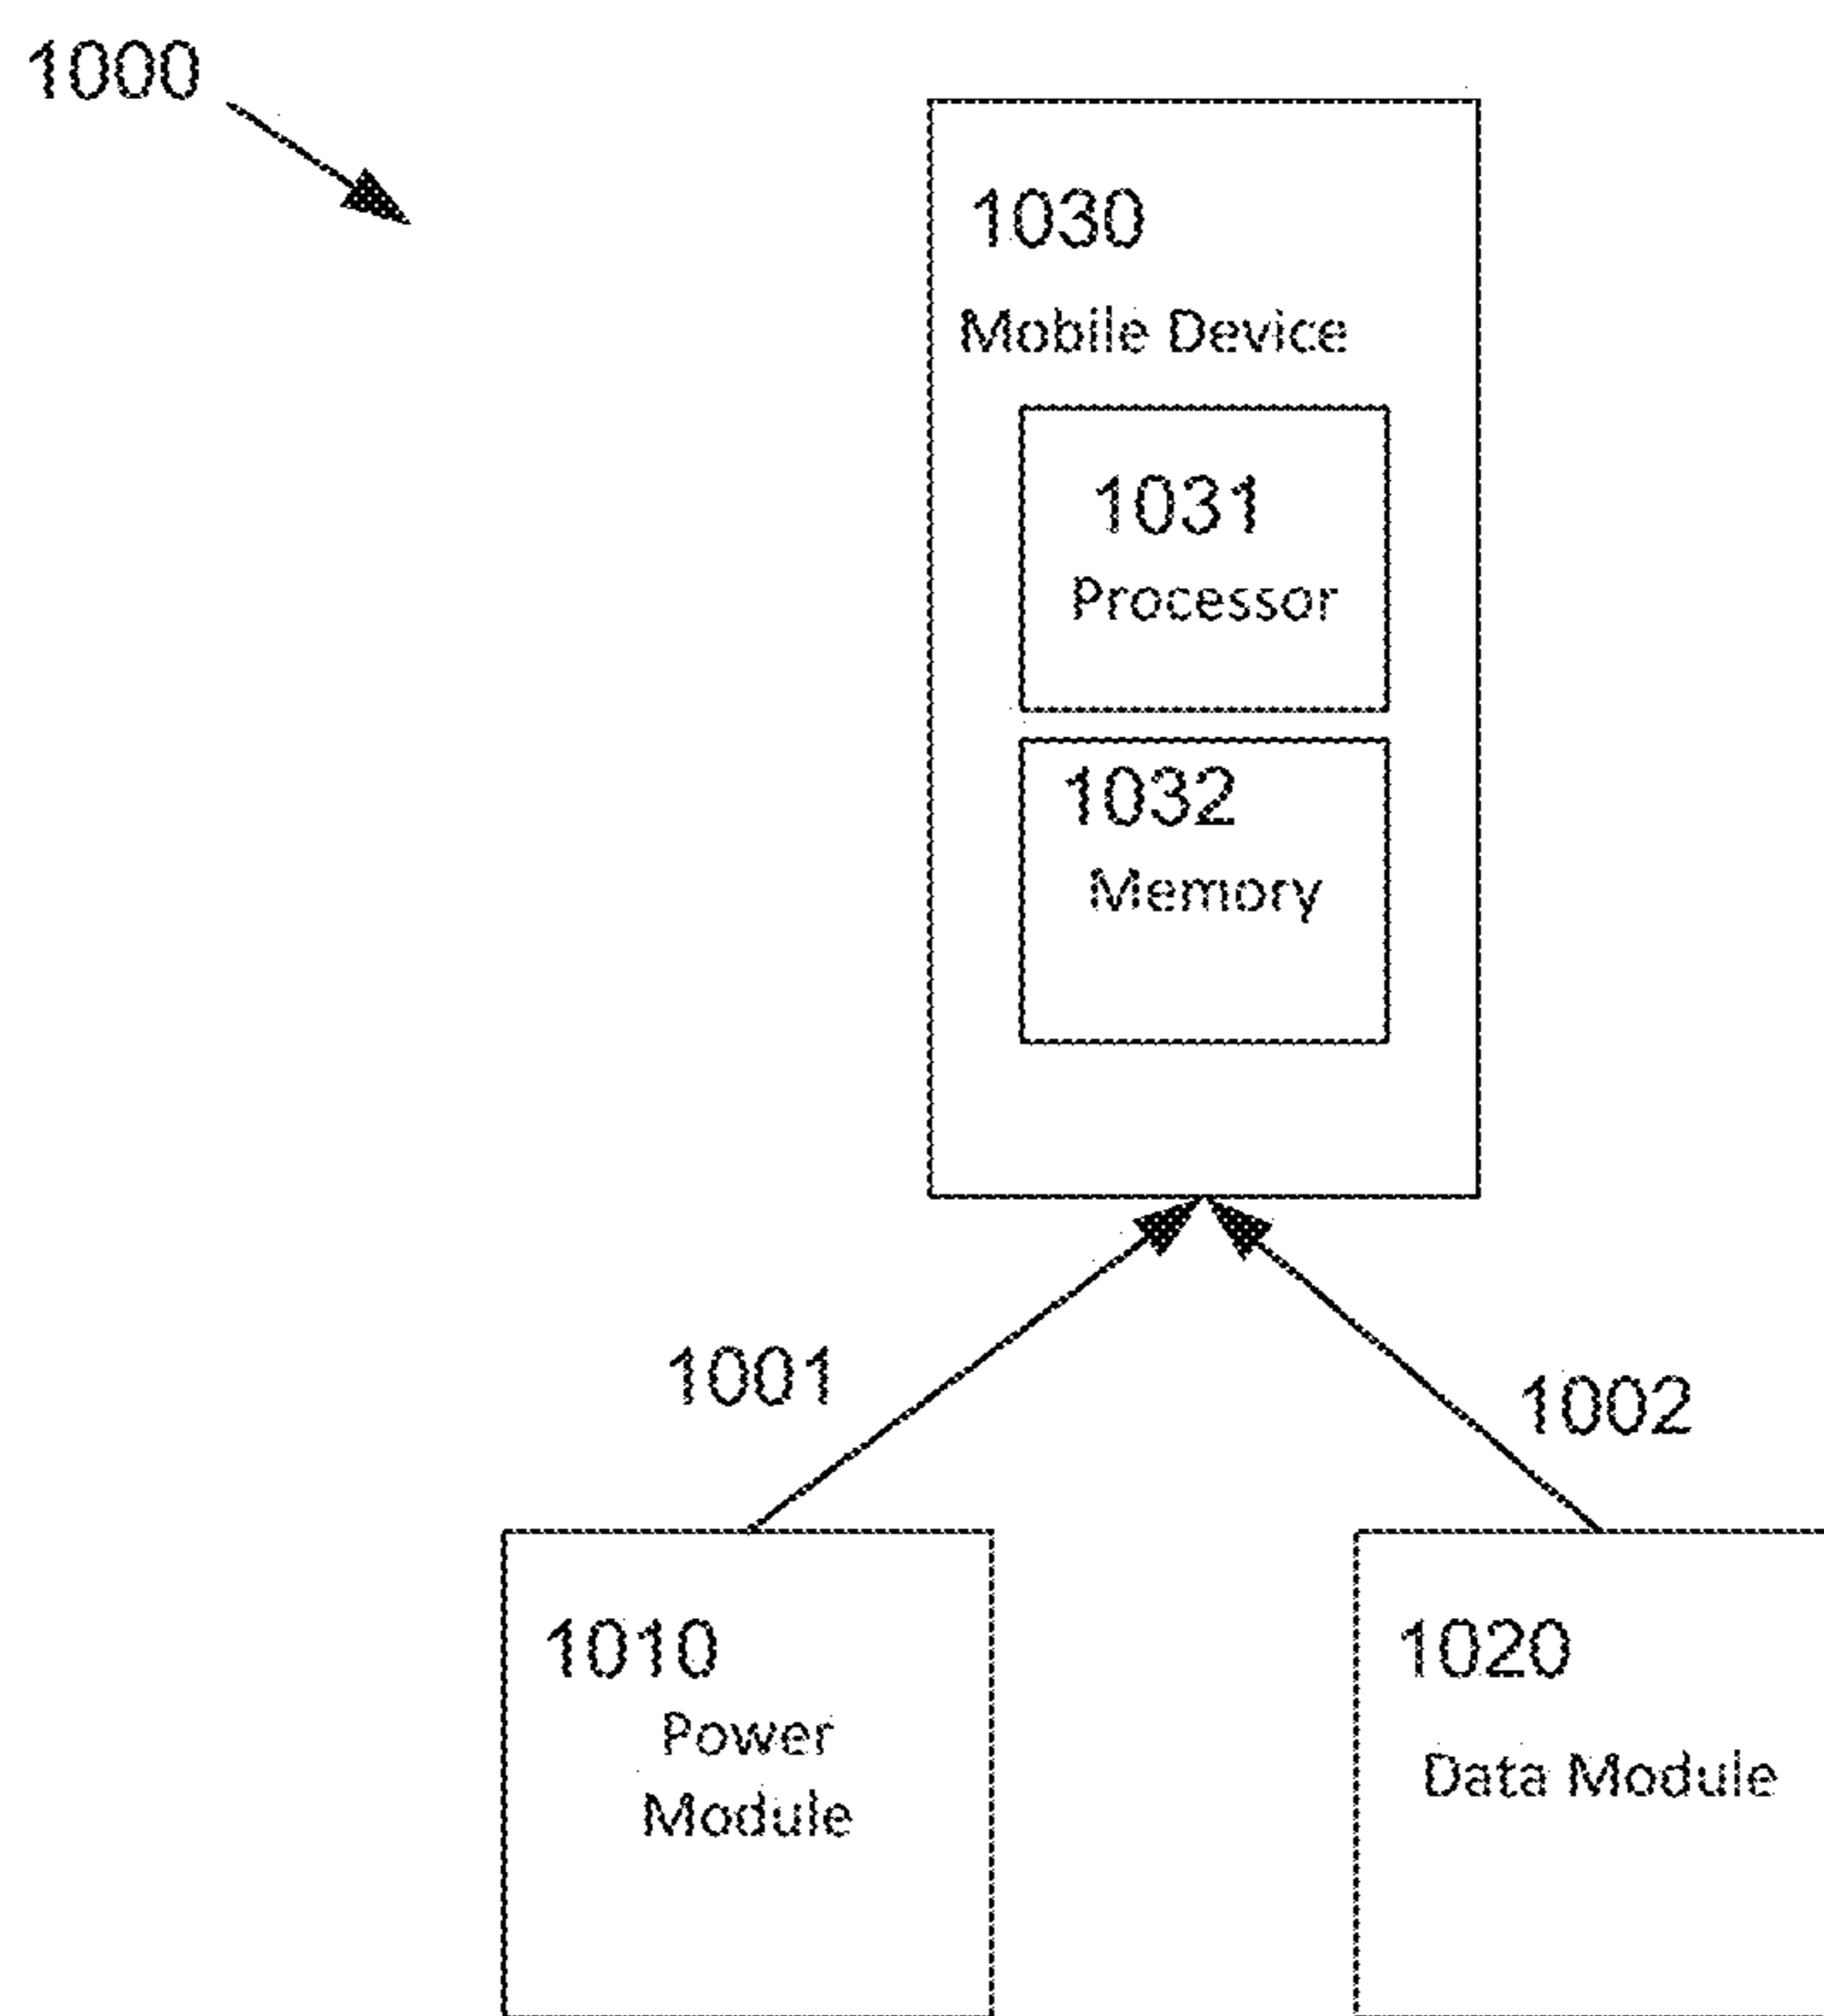 1000
1030
Mobile Device
1031
Processor
1032
Memory
1001
1002
1010
Power
Module
1020
Data Module